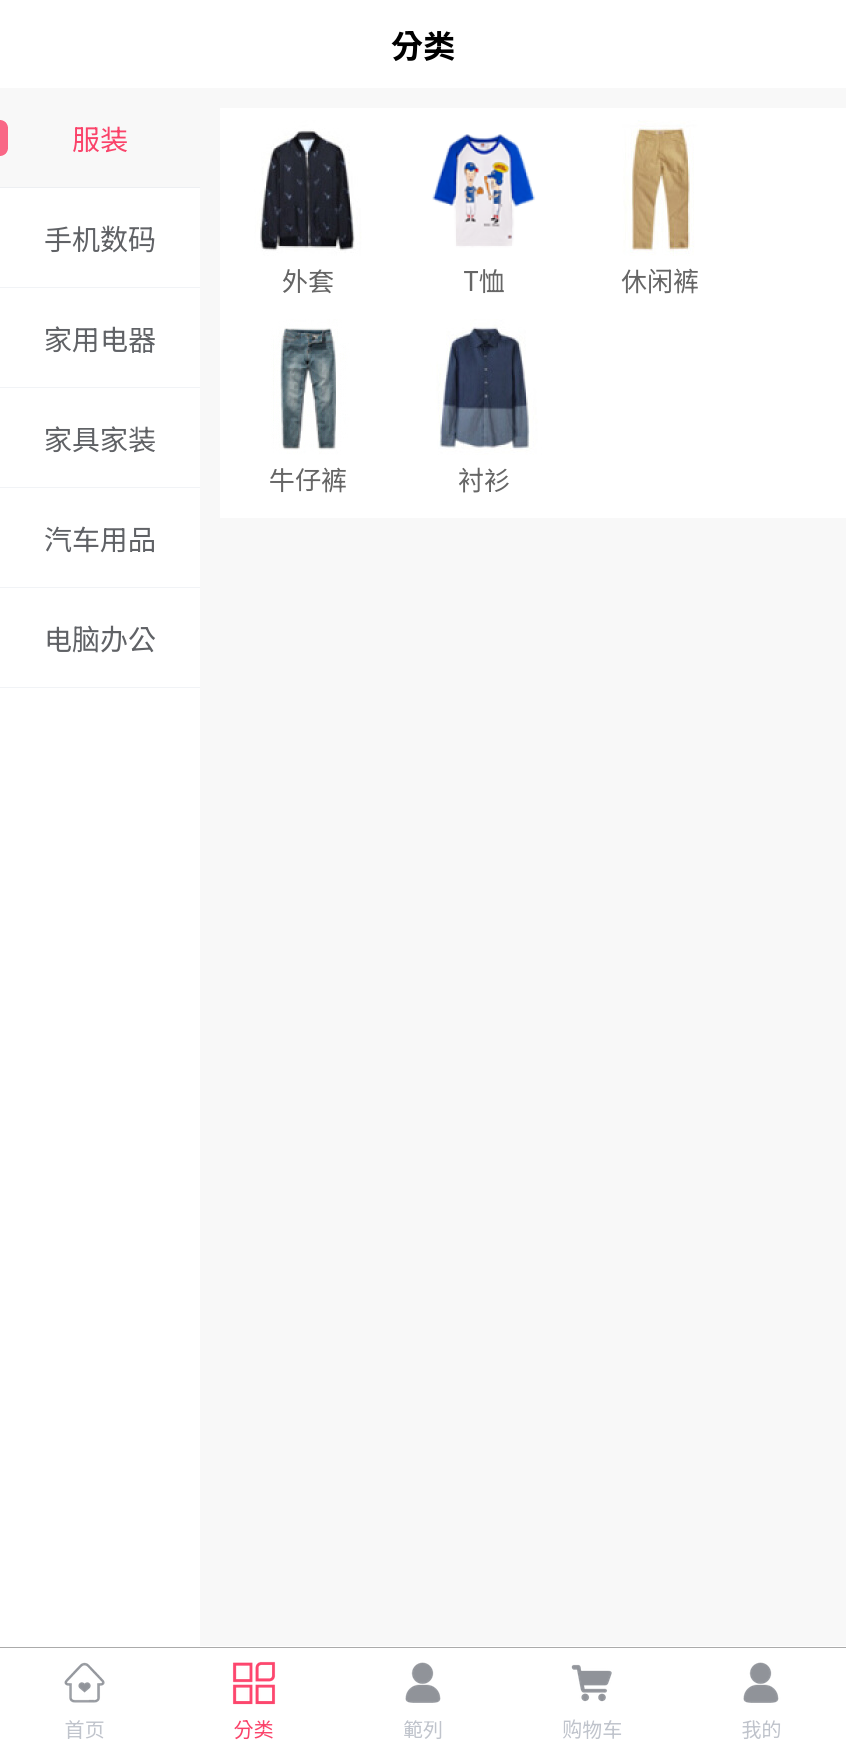 分类
服装
手机数码
家用电器
家具家装
汽车用品
电脑办公
外套
T恤
休闲裤
牛仔裤
衬衫
首页
分类
範列
购物车
我的